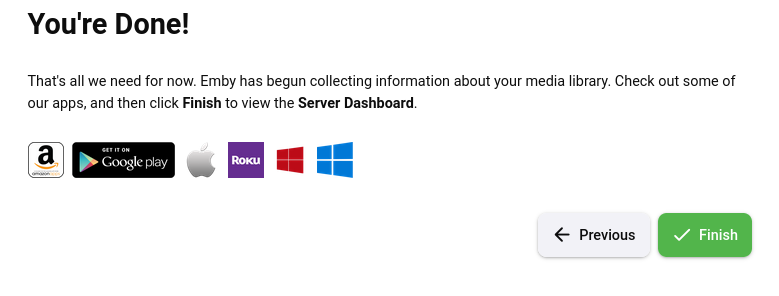 You're Done!
That's all we need for now. Emby has begun collecting information about your media library. Check out some of
our apps, and then click Finish to view the Server Dashboard.
a
GET IT ON
Google play
ROKU
Previous
Finish